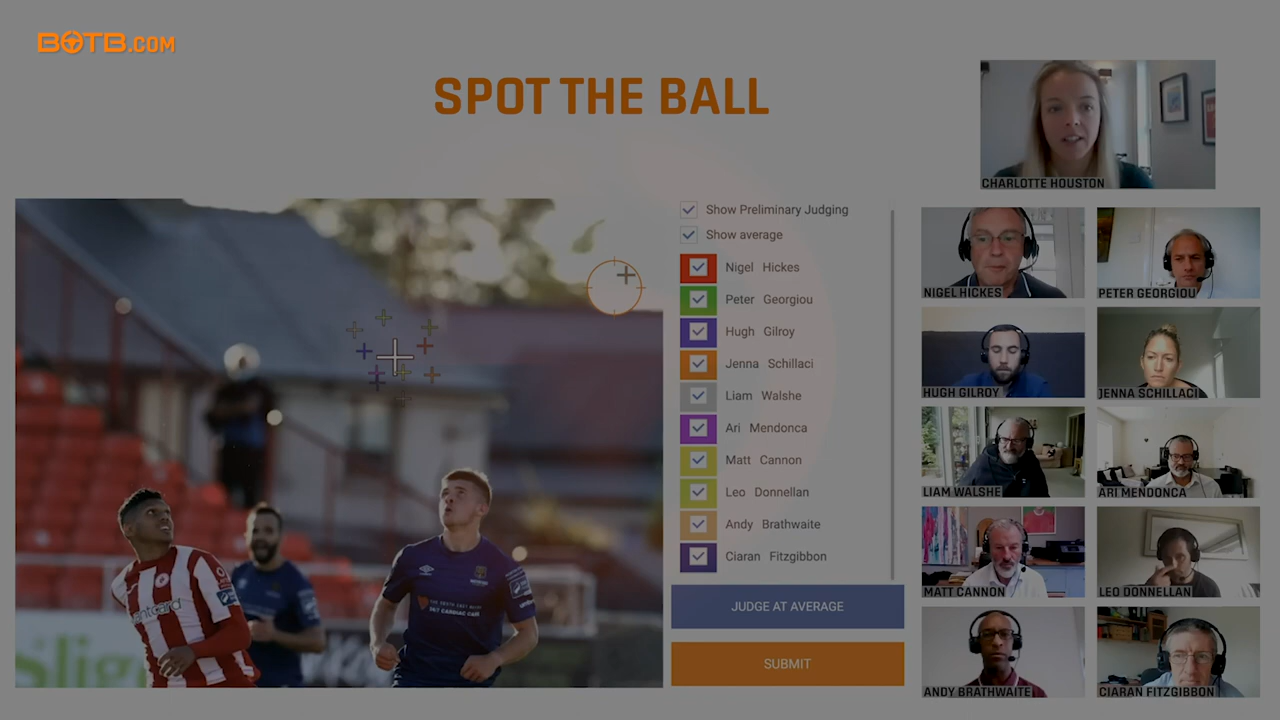 BOTB.COM
SPOT THE BALL
CHARLOTTE HOUSTON
Show Preliminary Judging
Show average
Nigel Hickes
Peter Georgiou
Hugh Gilroy
Jenna Schillaci
Liam Walshe
Ari Mendonca
Matt Cannon
Leo Donnellan
Andy Brathwaite
Ciaran Fitzgibbon
JUDGE AT AVERAGE
SUBMIT
NIGEL HICKES
PETER GEORGIOU
HUGH GILROY
JENNA SCHILLACI
LIAM WALSHE
ARI MENDONCA
MATT CANNON
LEO DONNELLAN
ANDY BRATHWAITE
CIARAN FITZGIBBON
Slig